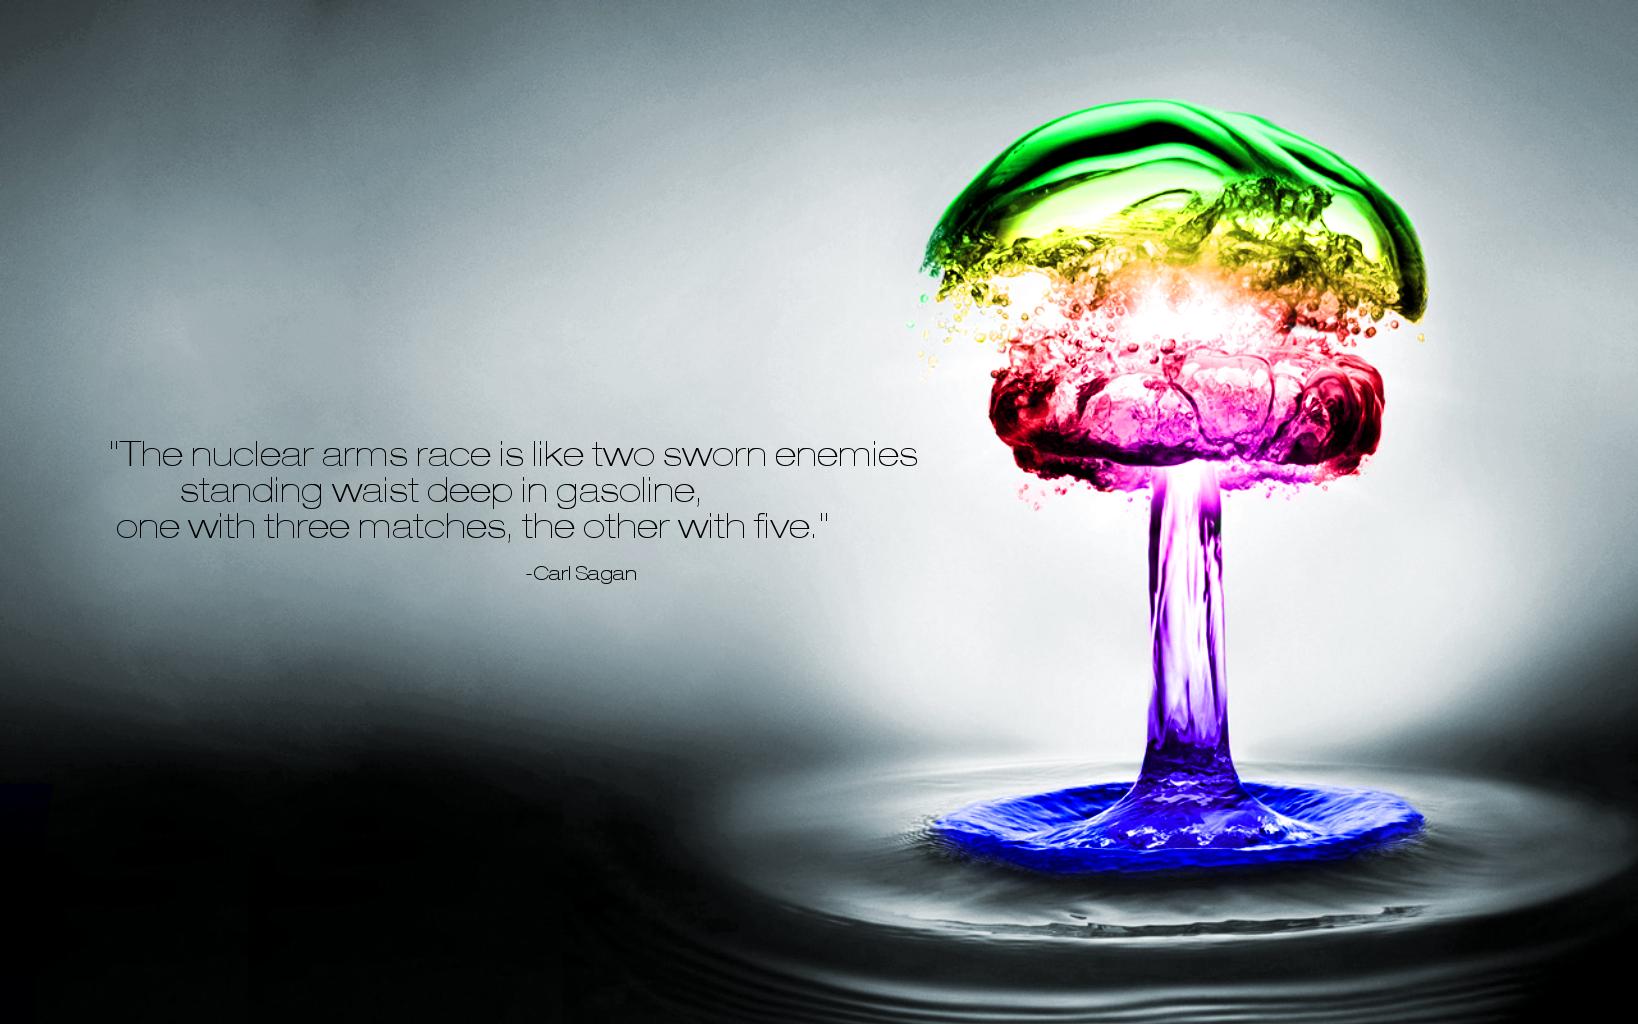 "The nuclear arms race is like two sworn enemies
standing waist deep in gasoline,
one with three matches, the other with five."
-Carl Sagan